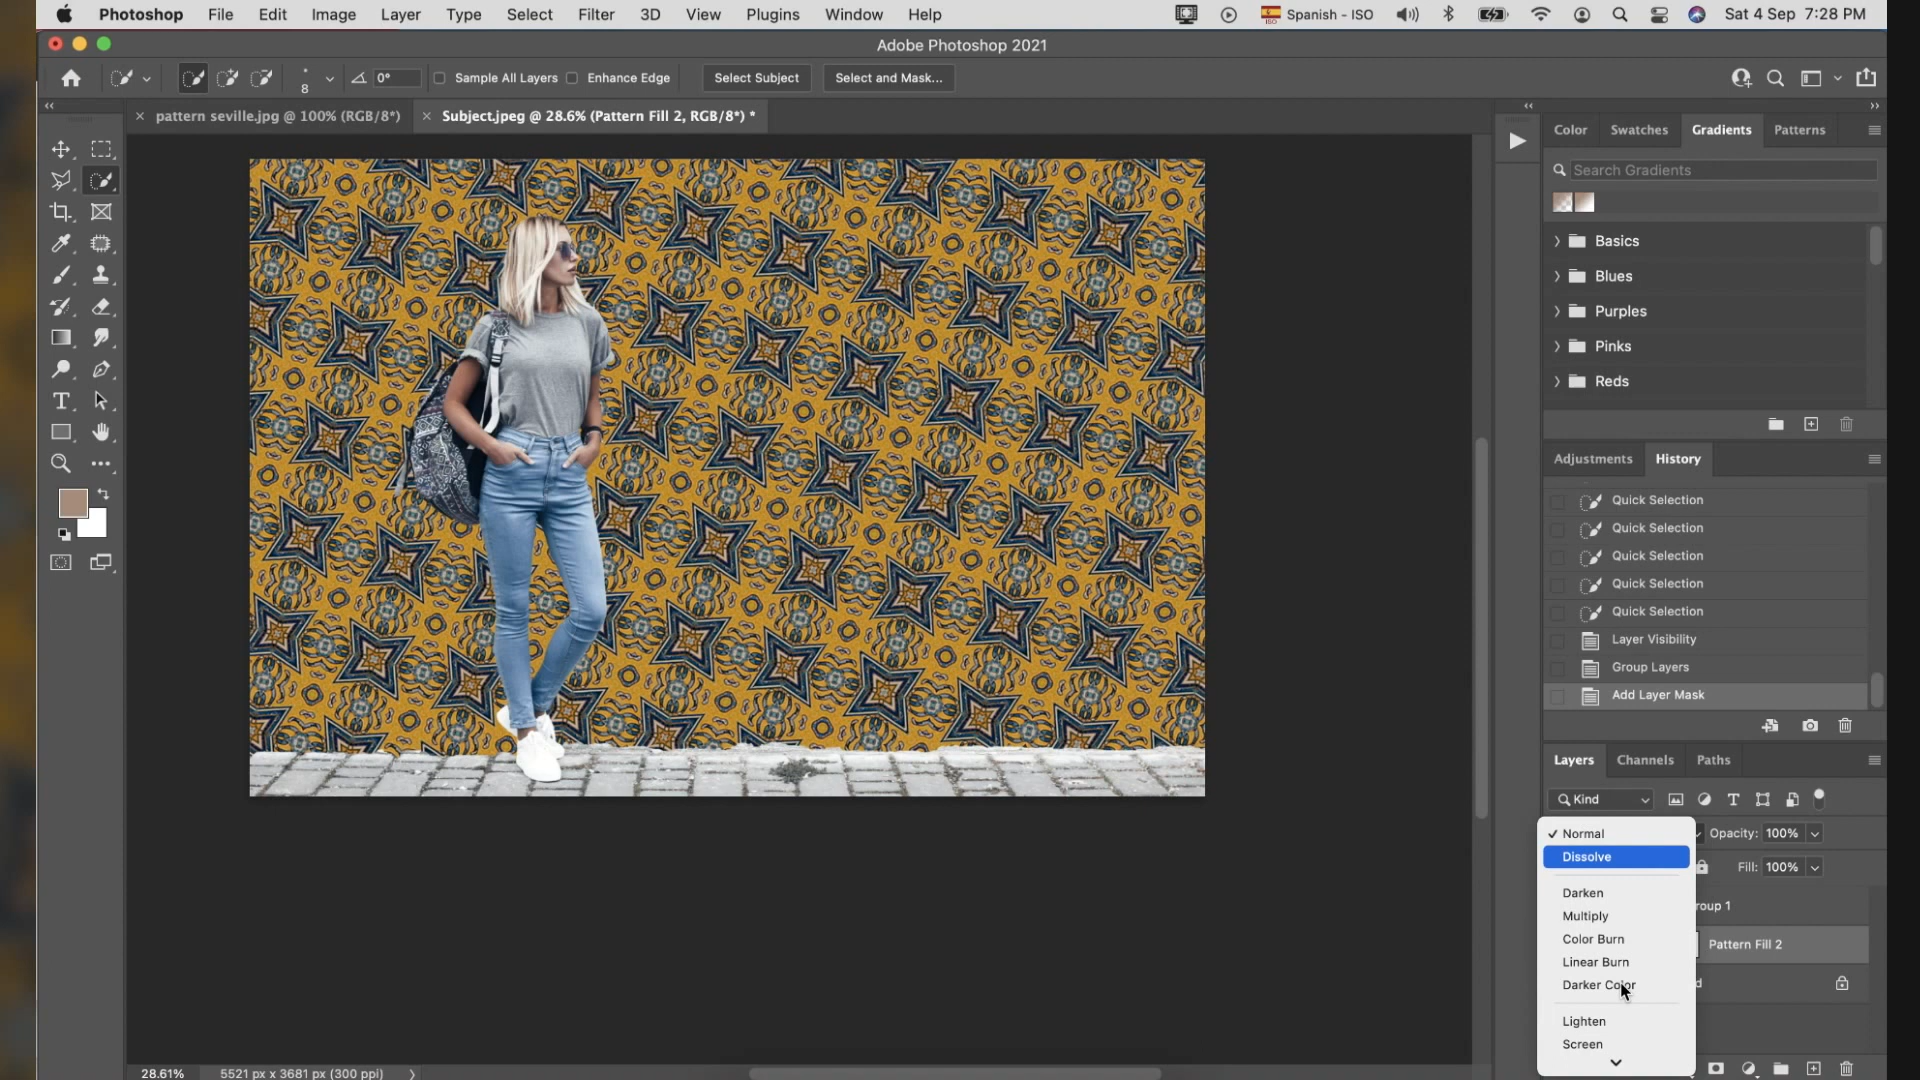 Photoshop File Edit Image Layer Type Select Filter 3D View Plugins Window Help Spanish - ISO Sat 4 Sep 7:28 PM
Adobe Photoshop 2021
8 0° Sample All Layers Enhance Edge Select Subject Select and Mask...
pattern seville.jpg @ 100% (RGB/8*) Subject.jpeg @ 28.6% (Pattern Fill 2, RGB/8*) *
Color Swatches Gradients Patterns
Search Gradients
Basics
Blues
Purples
Pinks
Reds
Adjustments History
Quick Selection
Quick Selection
Quick Selection
Quick Selection
Quick Selection
Layer Visibility
Group Layers
Add Layer Mask
Layers Channels Paths
Kind
Normal Opacity: 100%
Dissolve Fill: 100%
Darken
Multiply roup 1
Color Burn Pattern Fill 2
Linear Burn
Darker Color d
Lighten
Screen
28.61% 5521 px x 3681 px (300 ppi)